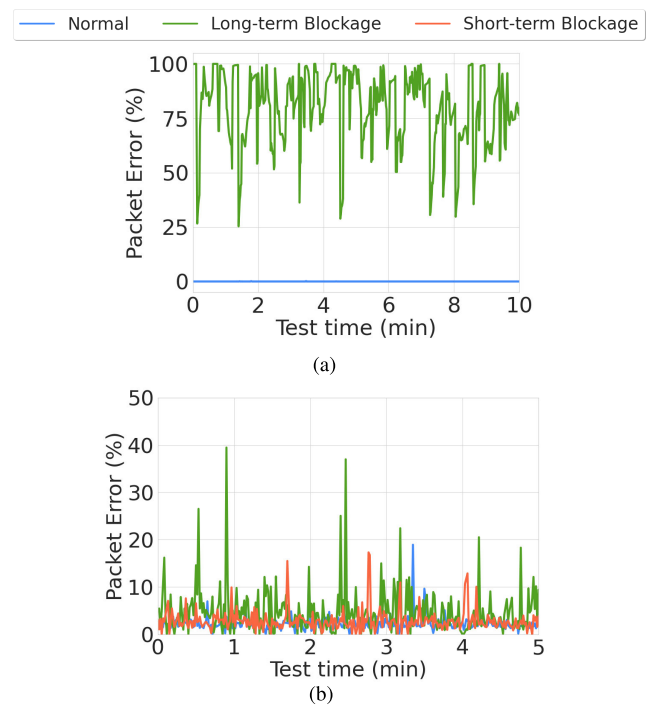 Normal Long-term Blockage Short-term Blockage
100
75
50
25
0
Packet Error (%)
0 2 4 6 8 10
Test time (min)
(a)
50
40
30
20
10
0
Packet Error (%)
0 1 2 3 4 5
Test time (min)
(b)